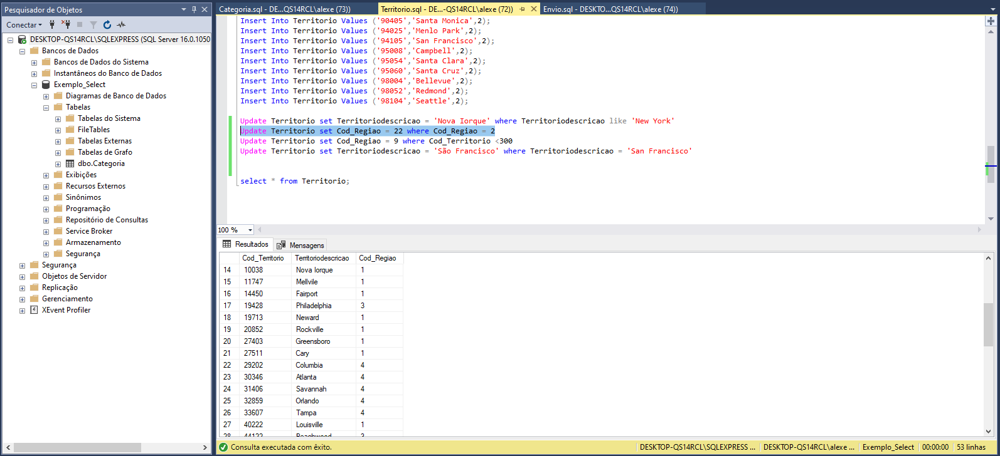 Pesquisador de Objetos
Conectar
DESKTOP-QS14RCL\SQLEXPRESS (SQL Server 16.0.1050
Bancos de Dados
Bancos de Dados do Sistema
Instantâneos do Banco de Dados
Exemplo_Select
Diagramas de Banco de Dados
Tabelas
Tabelas do Sistema
FileTables
Tabelas Externas
Tabelas de Grafo
dbo.Categoria
Exibições
Recursos Externos
Sinônimos
Programação
Repositório de Consultas
Service Broker
Armazenamento
Segurança
Segurança
Objetos de Servidor
Replicação
Gerenciamento
XEvent Profiler
Categoria.sql - DE...QS14RCL\alexe (73))
Territorio.sql - DE...-QS14RCL\alexe (72))
Envio.sql - DESKTO...QS14RCL\alexe (74))
Insert Into Territorio Values ('90405','Santa Monica',2);
Insert Into Territorio Values ('94025','Menlo Park',2);
Insert Into Territorio Values ('94105','San Francisco',2);
Insert Into Territorio Values ('95008','Campbell',2);
Insert Into Territorio Values ('95054','Santa Clara',2);
Insert Into Territorio Values ('95060','Santa Cruz',2);
Insert Into Territorio Values ('98004','Bellevue',2);
Insert Into Territorio Values ('98052','Redmond',2);
Insert Into Territorio Values ('98104','Seattle',2);
Update Territorio set Territoriodescricao = 'Nova Iorque' where Territoriodescricao like 'New York'
Update Territorio set Cod_Regiao = 22 where Cod_Regiao = 2
Update Territorio set Cod_Regiao = 9 where Cod_Territorio <300
Update Territorio set Territoriodescricao = 'São Francisco' where Territoriodescricao = 'San Francisco'
select * from Territorio;
100 %
Resultados Mensagens
Cod_Territorio Territoriodescricao Cod_Regiao
14 10038 Nova Iorque 1
15 11747 Mellvile 1
16 14450 Fairport 1
17 19428 Philadelphia 3
18 19713 Neward 1
19 20852 Rockville 1
20 27403 Greensboro 1
21 27511 Cary 1
22 29202 Columbia 4
23 30346 Atlanta 4
24 31406 Savannah 4
25 32859 Orlando 4
26 33607 Tampa 4
27 40222 Louisville 1
28 44122 Beachwood 3
Consulta executada com êxito.
DESKTOP-QS14RCL\SQLEXPRESS ... DESKTOP-QS14RCL\alexe ... Exemplo_Select 00:00:00 53 linhas